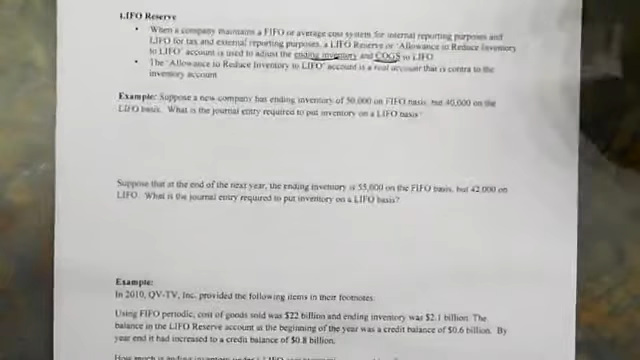 LIFO Reserve
• When a company maintains a FIFO or average cost system for internal reporting purposes and
LIFO for tax and external reporting purposes, a LIFO Reserve or 'Allowance to Reduce Inventory
to LIFO' account is used to adjust the ending inventory and COGS to LIFO
• The 'Allowance to Reduce Inventory to LIFO' account is a real account that is contra to the
inventory account
Example: Suppose a new company has ending inventory of 50,000 on FIFO basis, but 40,000 on the
LIFO basis. What is the journal entry required to put inventory on a LIFO basis?
Suppose that at the end of the next year, the ending inventory is 55,000 on the FIFO basis, but 42,000 on
LIFO. What is the journal entry required to put inventory on a LIFO basis?
Example:
In 2010, QV-TV, Inc. provided the following items in their footnotes.
Using FIFO periodic, cost of goods sold was $22 billion and ending inventory was $2.1 billion. The
balance in the LIFO Reserve account at the beginning of the year was a credit balance of $0.6 billion. By
year end it had increased to a credit balance of $0.8 billion.
How much is ending inventory under LIFO